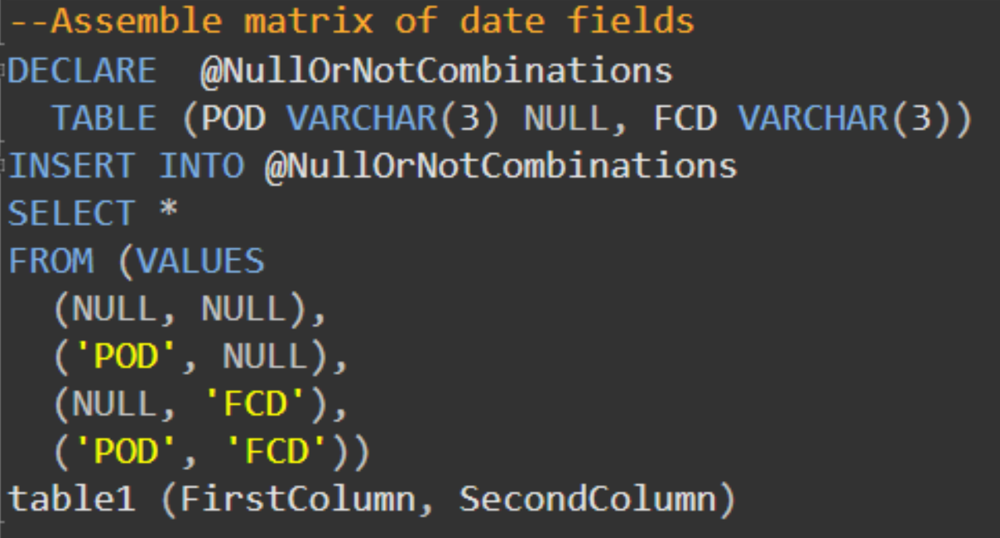 --Assemble matrix of date fields
DECLARE  @NullOrNotCombinations
  TABLE (POD VARCHAR(3) NULL, FCD VARCHAR(3))
INSERT INTO @NullOrNotCombinations
SELECT *
FROM (VALUES
  (NULL, NULL),
  ('POD', NULL),
  (NULL, 'FCD'),
  ('POD', 'FCD'))
table1 (FirstColumn, SecondColumn)